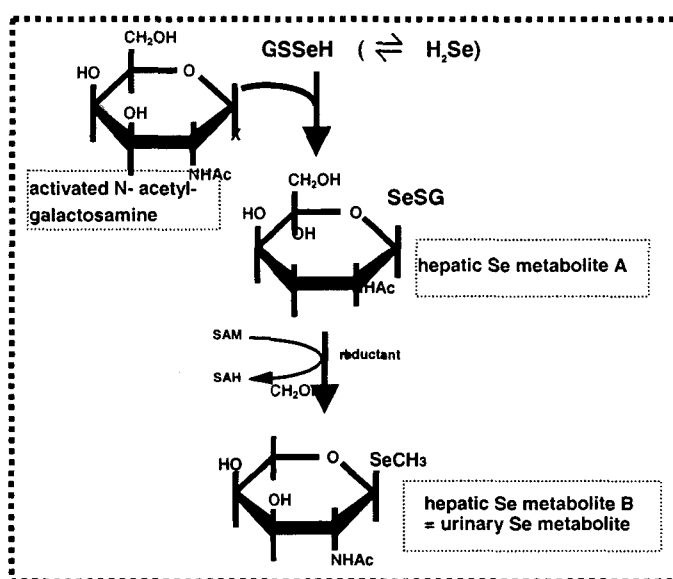 GSSeH ( ⇌ H₂Se)
CH₂OH
HO
O
OH
X
NHAc
activated N- acetyl-
galactosamine
CH₂OH
SeSG
HO
O
OH
NHAc
hepatic Se metabolite A
SAM
reductant
SAH
CH₂OH
HO
O
SeCH₃
OH
NHAc
hepatic Se metabolite B
= urinary Se metabolite